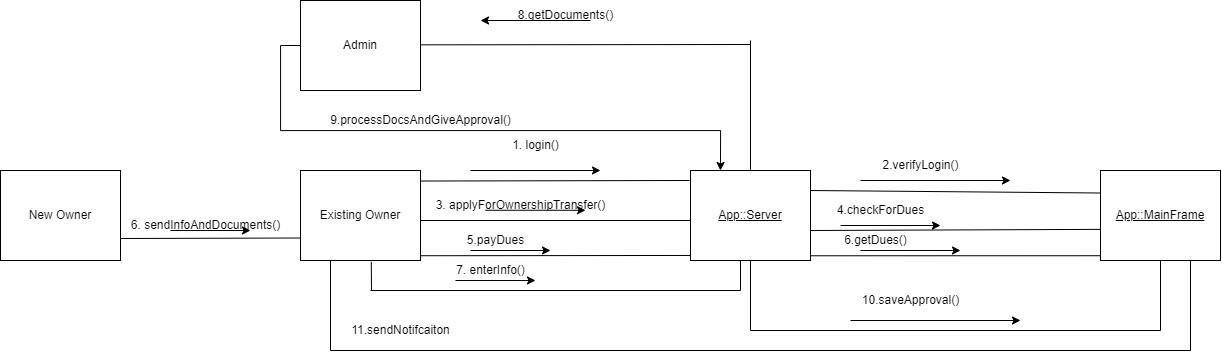 8.getDocuments()
Admin
9.processDocsAndGiveApproval()
1. login()
2.verifyLogin()
New Owner
Existing Owner
3. applyForOwnershipTransfer()
App::Server
4.checkForDues
App::MainFrame
6. sendInfoAndDocuments()
5.payDues
6.getDues()
7. enterInfo()
10.saveApproval()
11.sendNotifcaiton